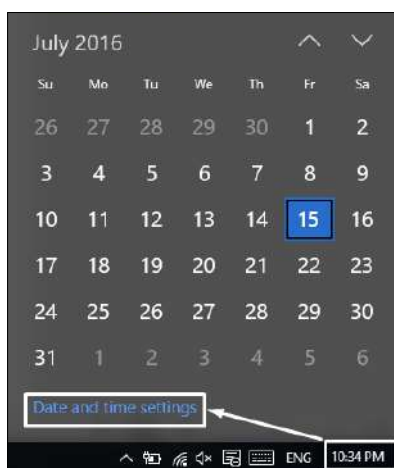 July 2016
Su Mo Tu We Th Fr Sa
26 27 28 29 30 1 2
3 4 5 6 7 8 9
10 11 12 13 14 15 16
17 18 19 20 21 22 23
24 25 26 27 28 29 30
31 1 2 3 4 5 6
Date and time settings
ENG 10:34 PM